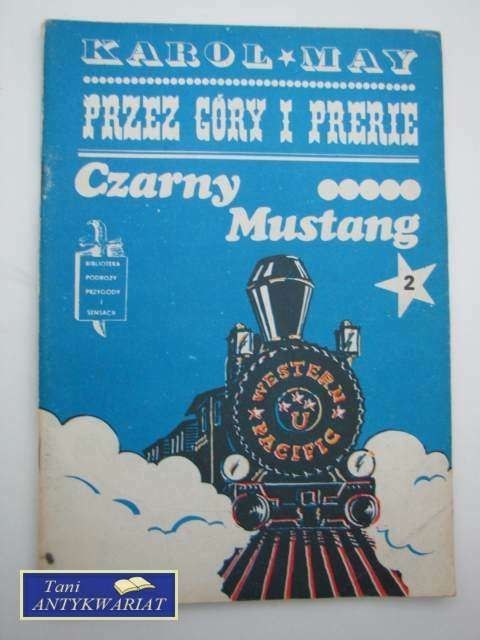 KAROL★MAY
PRZEZ GÓRY I PRERIE
Czarny
Mustang
2
BIBLIOTEKA
PODRÓŻY
PRZYGODY
I
SENSACJI
WESTERN
U
PACIFIC
Tani
ANTYKWARIAT